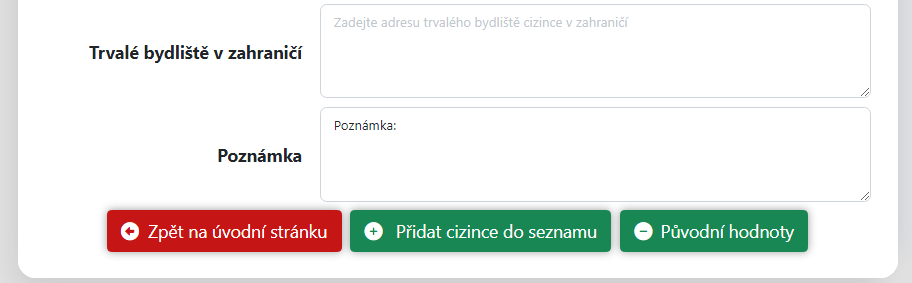 Trvalé bydliště v zahraničí
Zadejte adresu trvalého bydliště cizince v zahraničí
Poznámka
Poznámka:
Zpět na úvodní stránku
Přidat cizince do seznamu
Původní hodnoty